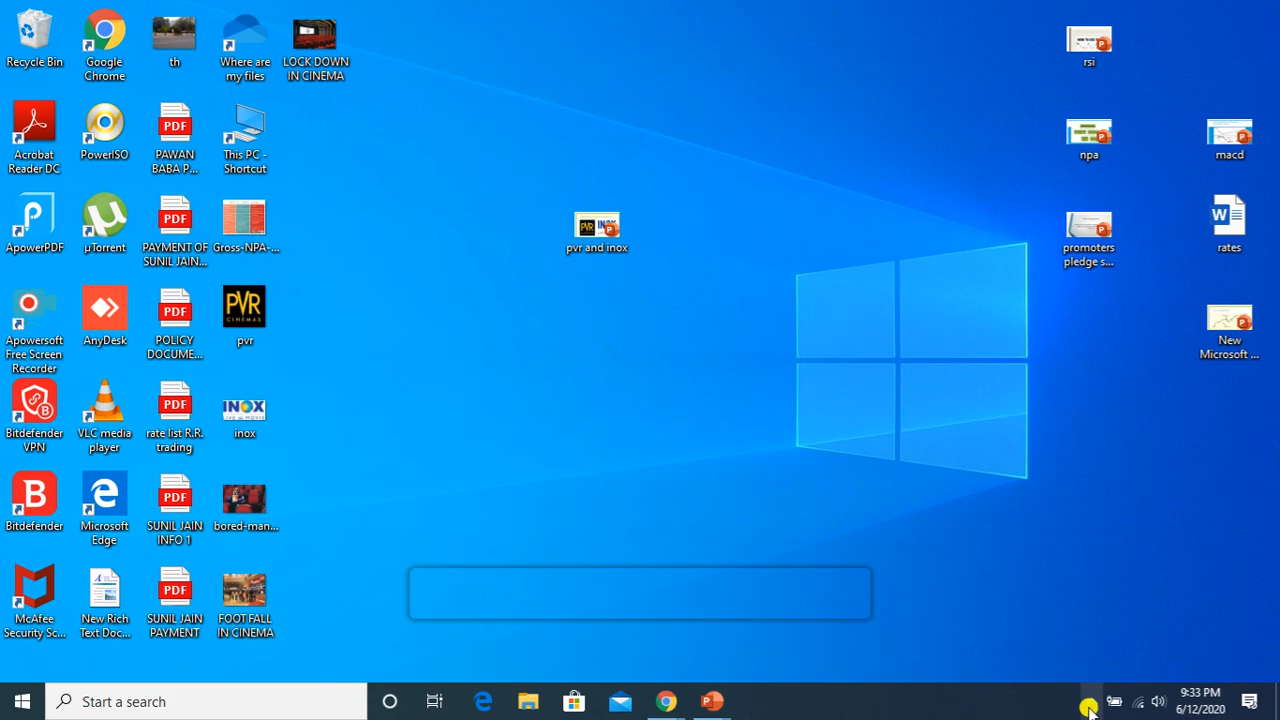 Recycle Bin
Google
Chrome
th
Where are
my files
LOCK DOWN
IN CINEMA
Acrobat
Reader DC
PowerISO
PDF
PAWAN
BABA P...
This PC -
Shortcut
ApowerPDF
µTorrent
PDF
PAYMENT OF
SUNIL JAIN...
Gross-NPA-...
Apowersoft
Free Screen
Recorder
AnyDesk
PDF
POLICY
DOCUME...
PVR
CINEMAS
pvr
Bitdefender
VPN
VLC media
player
PDF
rate list R.R.
trading
INOX
LIVE the MOVIE
inox
B
Bitdefender
Microsoft
Edge
PDF
SUNIL JAIN
INFO 1
bored-man...
McAfee
Security Sc...
New Rich
Text Doc...
PDF
SUNIL JAIN
PAYMENT
FOOT FALL
IN CINEMA
PVR
pvr and inox
rsi
npa
macd
promoters
pledge s...
W
rates
New
Microsoft ...
Start a search
9:33 PM
6/12/2020